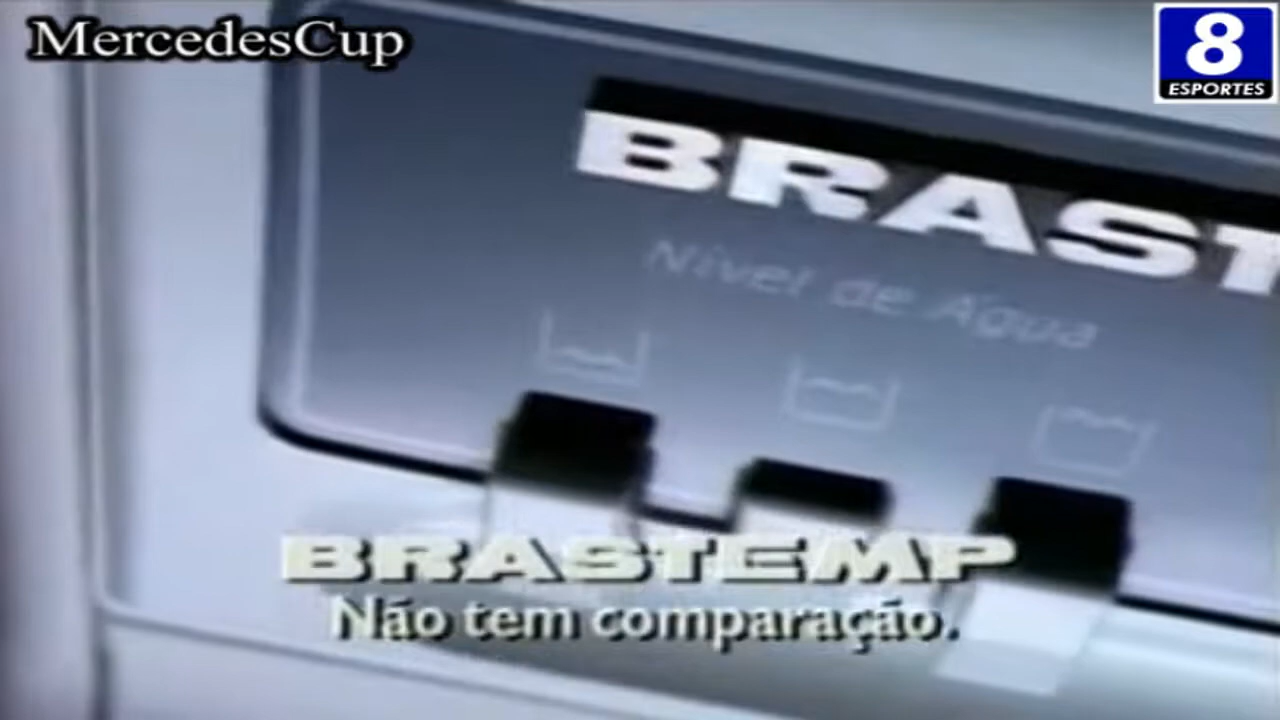 MercedesCup
8
ESPORTES
BRAST
Nível de Água
BRASTEMP
Não tem comparação.